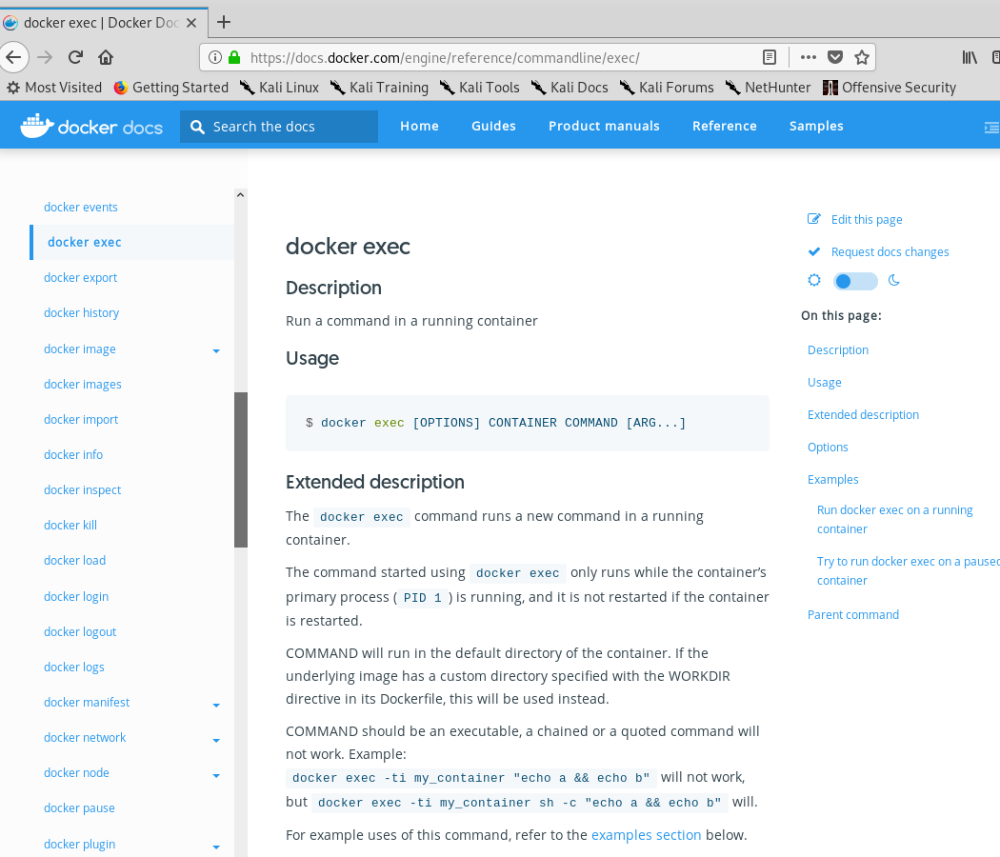 docker exec | Docker Doc
https://docs.docker.com/engine/reference/commandline/exec/
Most Visited Getting Started Kali Linux Kali Training Kali Tools Kali Docs Kali Forums NetHunter Offensive Security
docker docs Search the docs Home Guides Product manuals Reference Samples
docker events
docker exec
docker export
docker history
docker image
docker images
docker import
docker info
docker inspect
docker kill
docker load
docker login
docker logout
docker logs
docker manifest
docker network
docker node
docker pause
docker plugin
docker exec
Description
Run a command in a running container
Usage
$ docker exec [OPTIONS] CONTAINER COMMAND [ARG...]
Extended description
The docker exec command runs a new command in a running
container.
The command started using docker exec only runs while the container’s
primary process ( PID 1 ) is running, and it is not restarted if the container
is restarted.
COMMAND will run in the default directory of the container. If the
underlying image has a custom directory specified with the WORKDIR
directive in its Dockerfile, this will be used instead.
COMMAND should be an executable, a chained or a quoted command will
not work. Example:
docker exec -ti my_container "echo a && echo b" will not work,
but docker exec -ti my_container sh -c "echo a && echo b" will.
For example uses of this command, refer to the examples section below.
Edit this page
Request docs changes
On this page:
Description
Usage
Extended description
Options
Examples
Run docker exec on a running
container
Try to run docker exec on a paused
container
Parent command